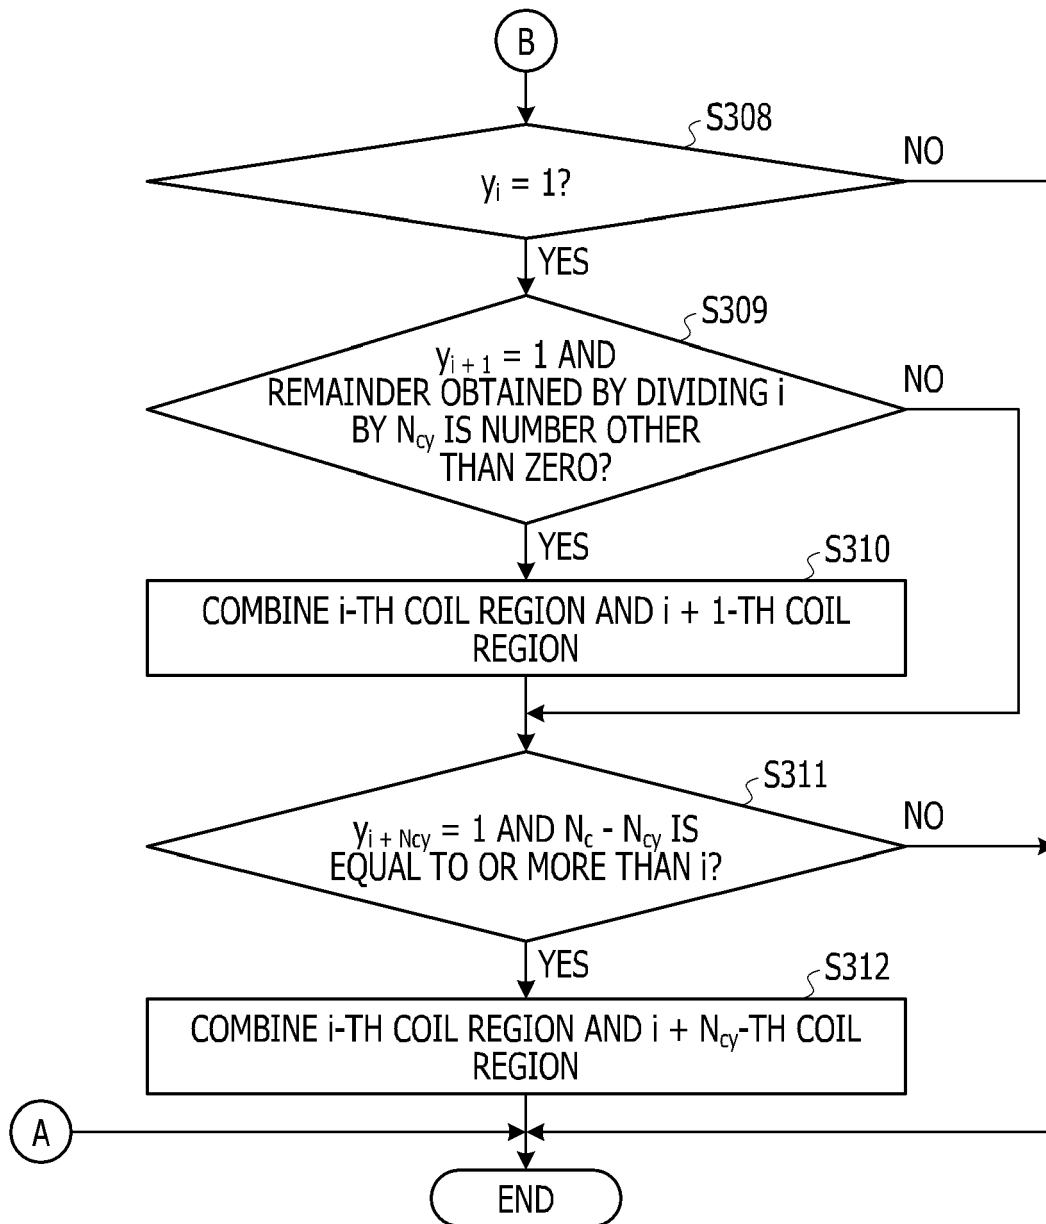 B
S308
NO
yᵢ = 1?
YES
S309
yᵢ ₊ ₁ = 1 AND
REMAINDER OBTAINED BY DIVIDING i
BY N_cy IS NUMBER OTHER
THAN ZERO?
NO
YES
S310
COMBINE i-TH COIL REGION AND i + 1-TH COIL
REGION
S311
y_i + Ncy = 1 AND N_c - N_cy IS
EQUAL TO OR MORE THAN i?
NO
YES
S312
COMBINE i-TH COIL REGION AND i + N_cy-TH COIL
REGION
A
END